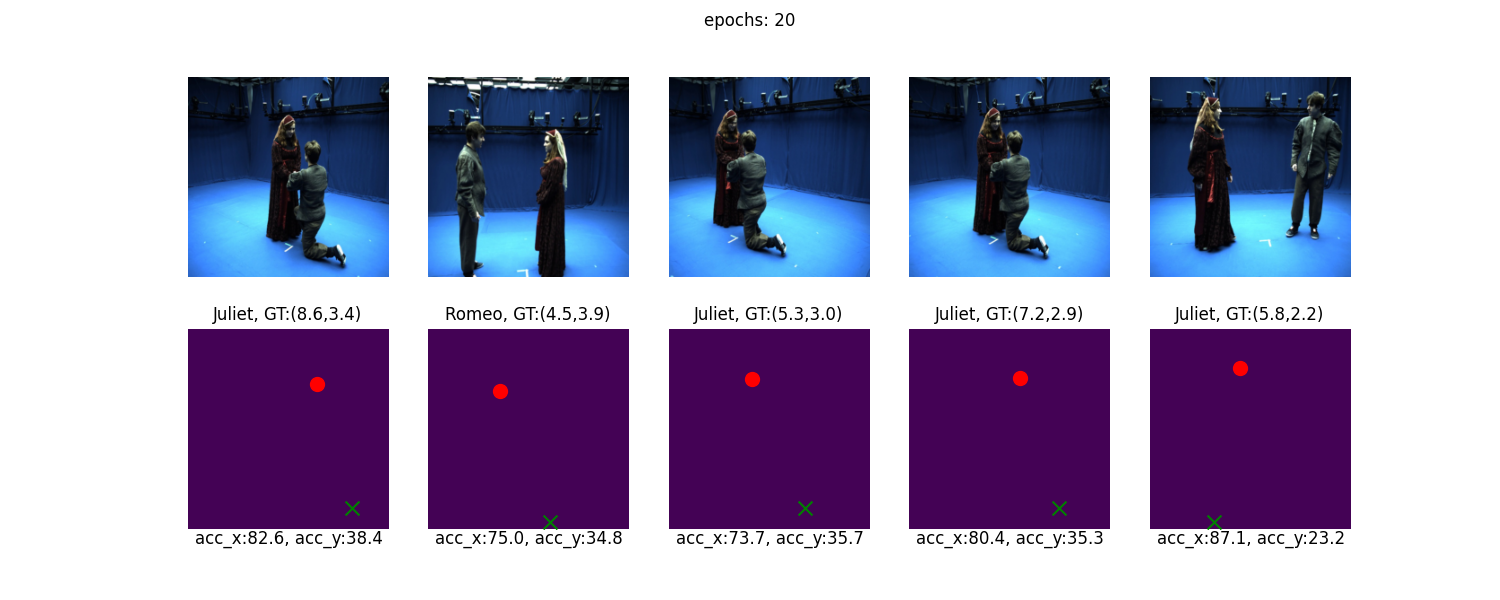 epochs: 20
Juliet, GT:(8.6,3.4)
Romeo, GT:(4.5,3.9)
Juliet, GT:(5.3,3.0)
Juliet, GT:(7.2,2.9)
Juliet, GT:(5.8,2.2)
acc_x:82.6, acc_y:38.4
acc_x:75.0, acc_y:34.8
acc_x:73.7, acc_y:35.7
acc_x:80.4, acc_y:35.3
acc_x:87.1, acc_y:23.2